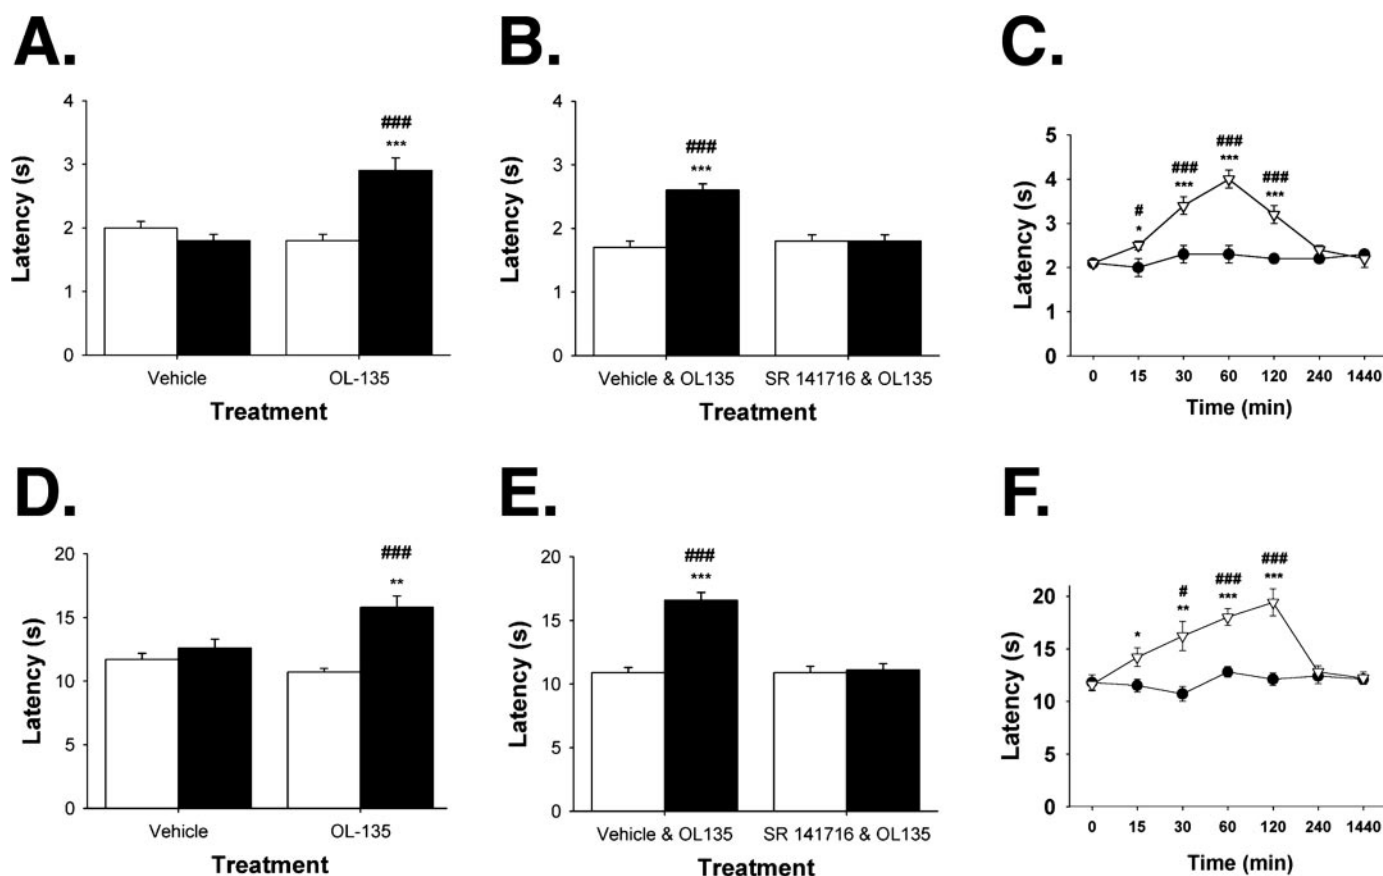 A.
Latency (s)
4
3
2
1
0
###
***
Vehicle
OL-135
Treatment
B.
Latency (s)
4
3
2
1
0
###
***
Vehicle & OL135
SR 141716 & OL135
Treatment
C.
Latency (s)
5
4
3
2
1
0
#
*
###
***
###
***
###
***
0 15 30 60 120 240 1440
Time (min)
D.
Latency (s)
20
15
10
5
0
###
**
Vehicle
OL-135
Treatment
E.
Latency (s)
20
15
10
5
0
###
***
Vehicle & OL135
SR 141716 & OL135
Treatment
F.
Latency (s)
20
15
10
5
0
*
#
**
###
***
###
***
0 15 30 60 120 240 1440
Time (min)